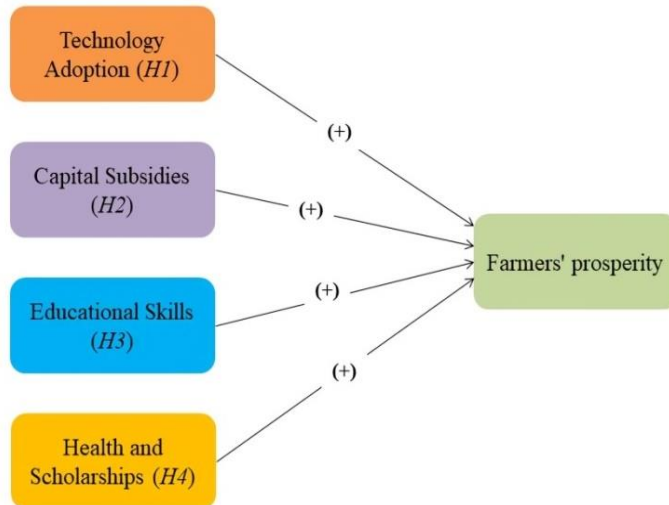 Technology
Adoption (H1)
(+)
Capital Subsidies
(H2)
(+)
Farmers' prosperity
Educational Skills
(H3)
(+)
(+)
Health and
Scholarships (H4)